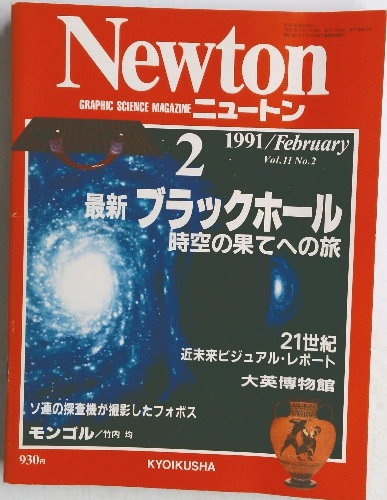 Newton
GRAPHIC SCIENCE MAGAZINE ニュートン
2
1991/February
Vol.11 No.2
最新 ブラックホール
時空の果てへの旅
21世紀
近未来ビジュアル・レポート
大英博物館
ソ連の探査機が撮影したフォボス
モンゴル/竹内 均
930円
KYOIKUSHA